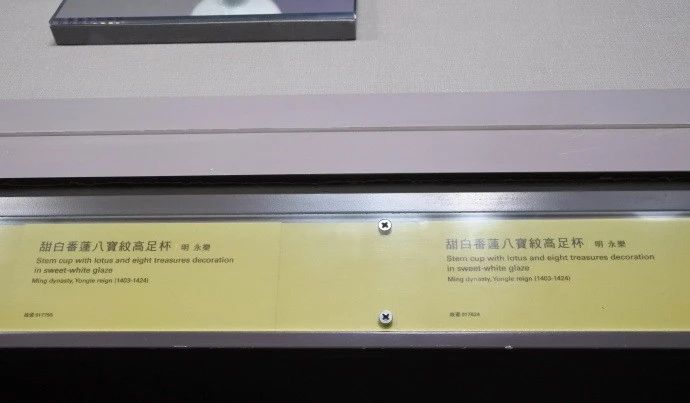 甜白番蓮八寶紋高足杯 明 永樂
Stem cup with lotus and eight treasures decoration
in sweet-white glaze
Ming dynasty, Yongle reign (1403-1424)
甜白番蓮八寶紋高足杯 明 永樂
Stem cup with lotus and eight treasures decoration
in sweet-white glaze
Ming dynasty, Yongle reign (1403-1424)